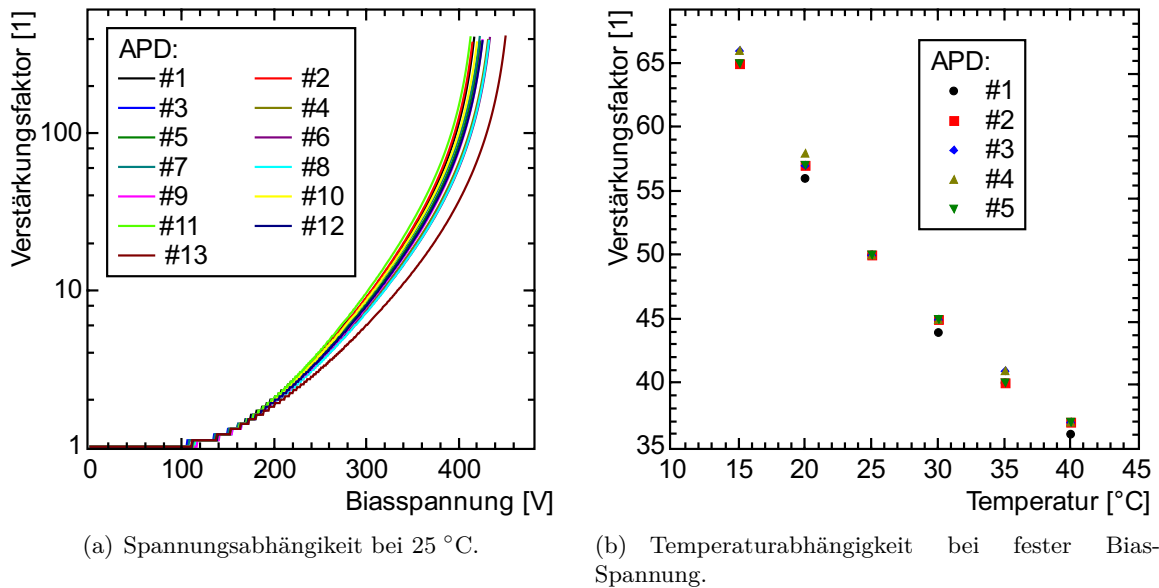 Verstärkungsfaktor [1]
100
10
1
APD:
#1 #2
#3 #4
#5 #6
#7 #8
#9 #10
#11 #12
#13
0 100 200 300 400
Biasspannung [V]
(a) Spannungsabhängikeit bei 25 °C.
Verstärkungsfaktor [1]
65
60
55
50
45
40
35
APD:
#1
#2
#3
#4
#5
10 15 20 25 30 35 40 45
Temperatur [°C]
(b) Temperaturabhängigkeit bei fester Bias-
Spannung.